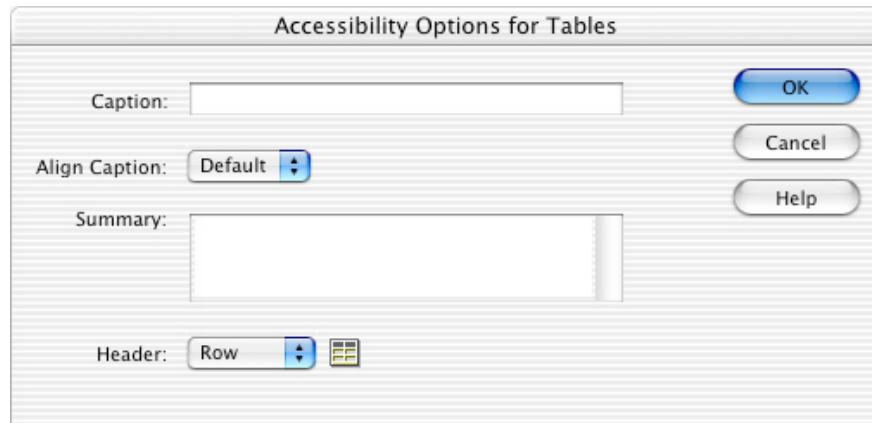 Accessibility Options for Tables
Caption:
OK
Align Caption: Default
Cancel
Summary:
Help
Header: Row